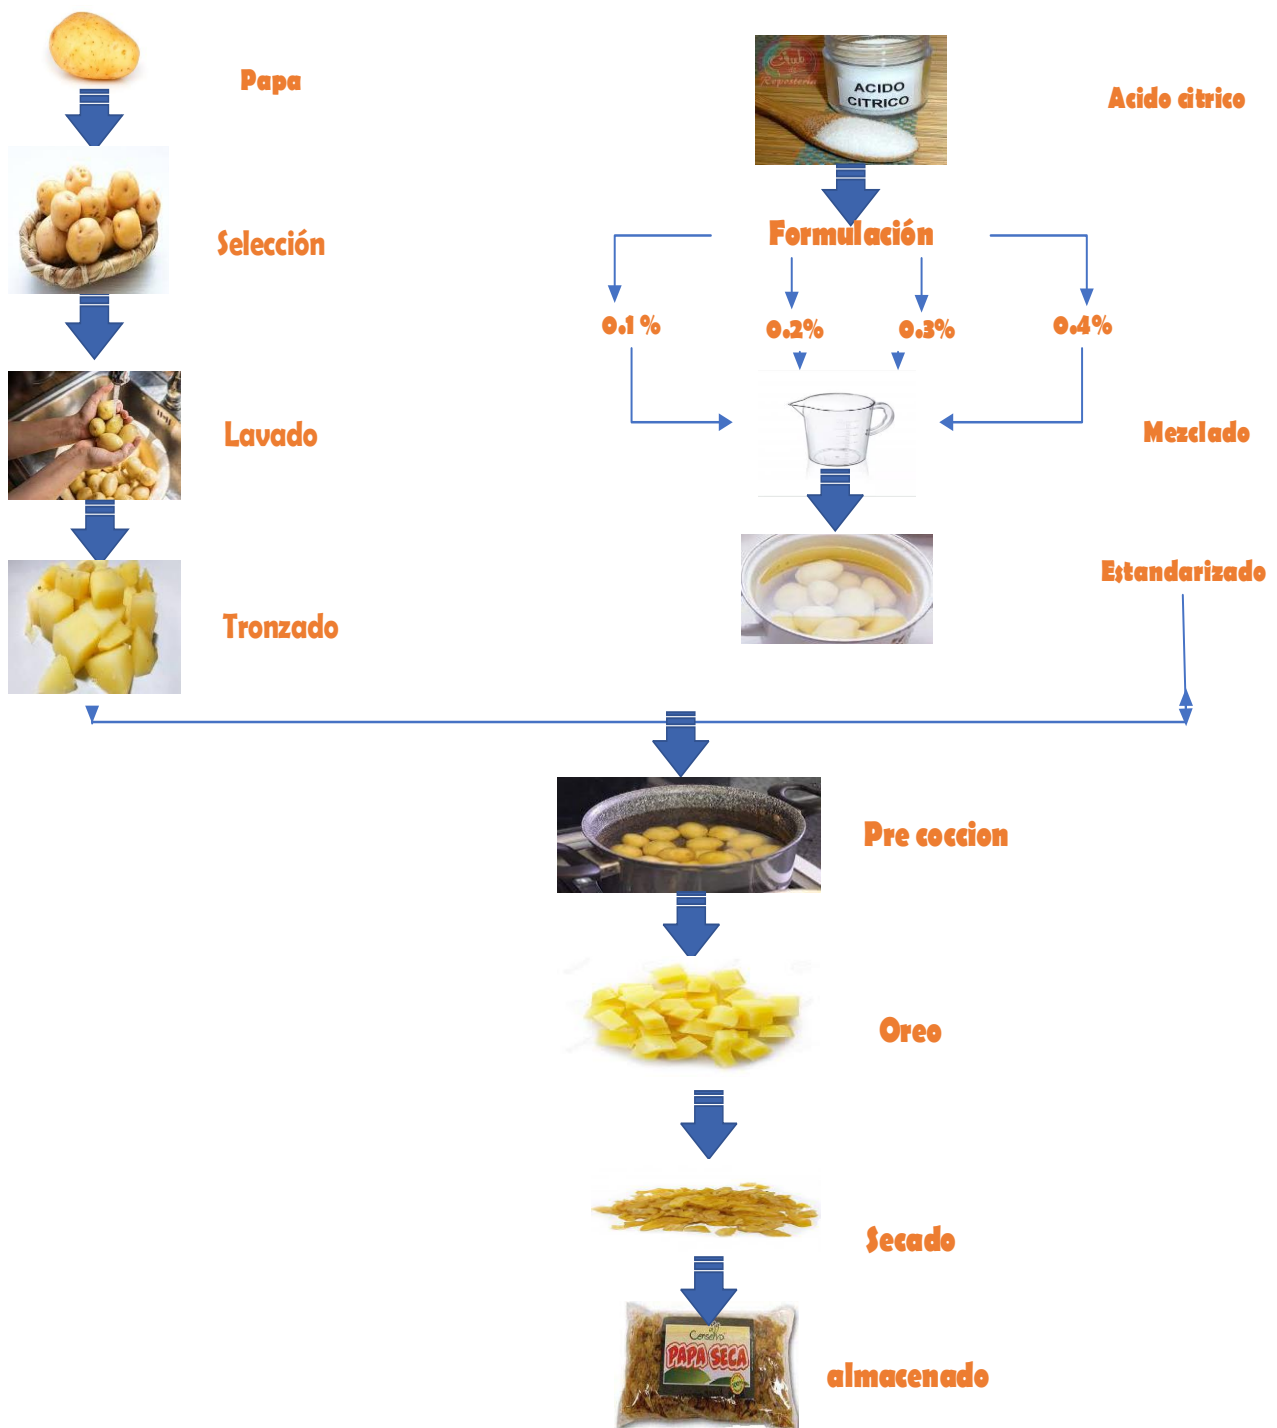 Papa
Selección
Lavado
Tronzado
ACIDO
CITRICO
Acido citrico
Formulación
0.1 %
0.2%
0.3%
0.4%
Mezclado
Estandarizado
Pre coccion
Oreo
Secado
PAPA SECA
almacenado